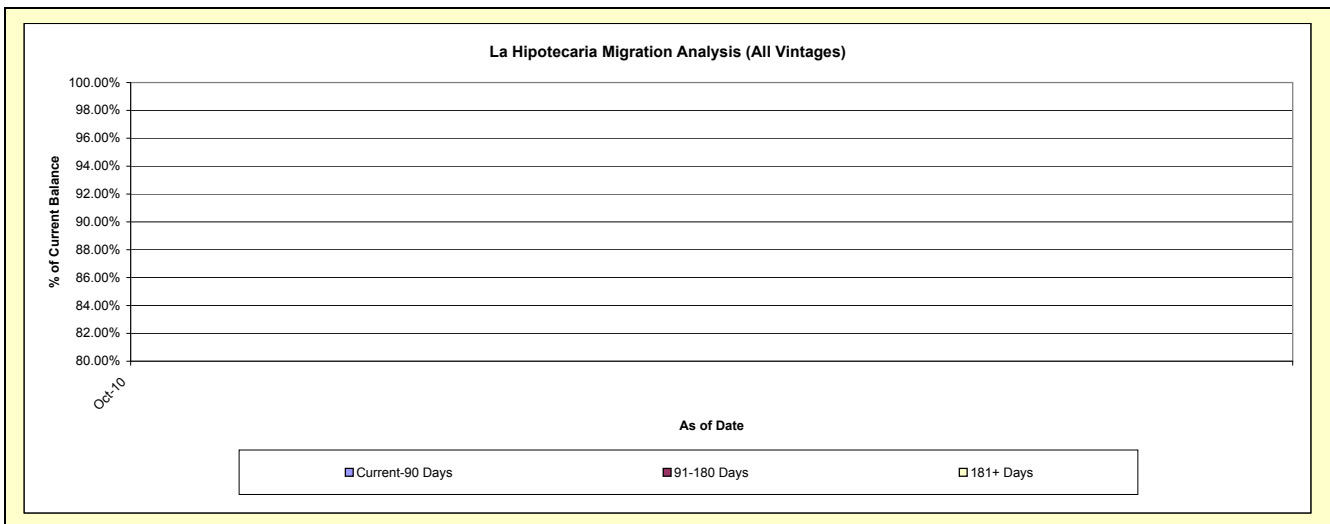 La Hipotecaria Migration Analysis (All Vintages)
100.00%
98.00%
96.00%
94.00%
92.00%
90.00%
88.00%
86.00%
84.00%
82.00%
80.00%
% of Current Balance
Oct-10
As of Date
Current-90 Days 91-180 Days 181+ Days